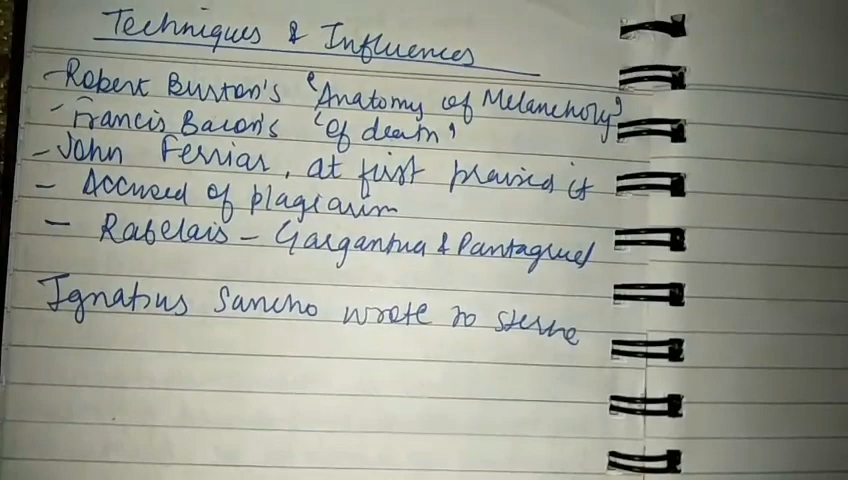 Techniques & Influences
- Robert Burton's 'Anatomy of Melancholy'
- Francis Bacon's 'Of death'
- John Ferriar, at first praised it
- Accused of plagiarism
- Rabelais - Gargantua & Pantagruel
Ignatius Sancho wrote to Sterne